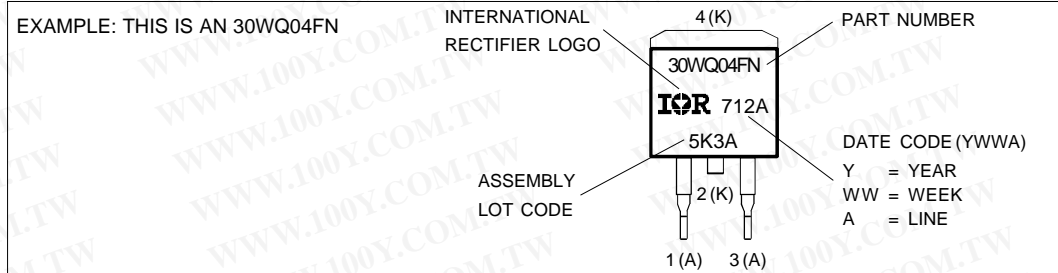 EXAMPLE: THIS IS AN 30WQ04FN
INTERNATIONAL
RECTIFIER LOGO
4 (K)
PART NUMBER
30WQ04FN
IOR 712A
5K3A
ASSEMBLY
LOT CODE
DATE CODE (YWWA)
Y = YEAR
WW = WEEK
A = LINE
2 (K)
1 (A) 3 (A)
WWW.100Y.COM.TW